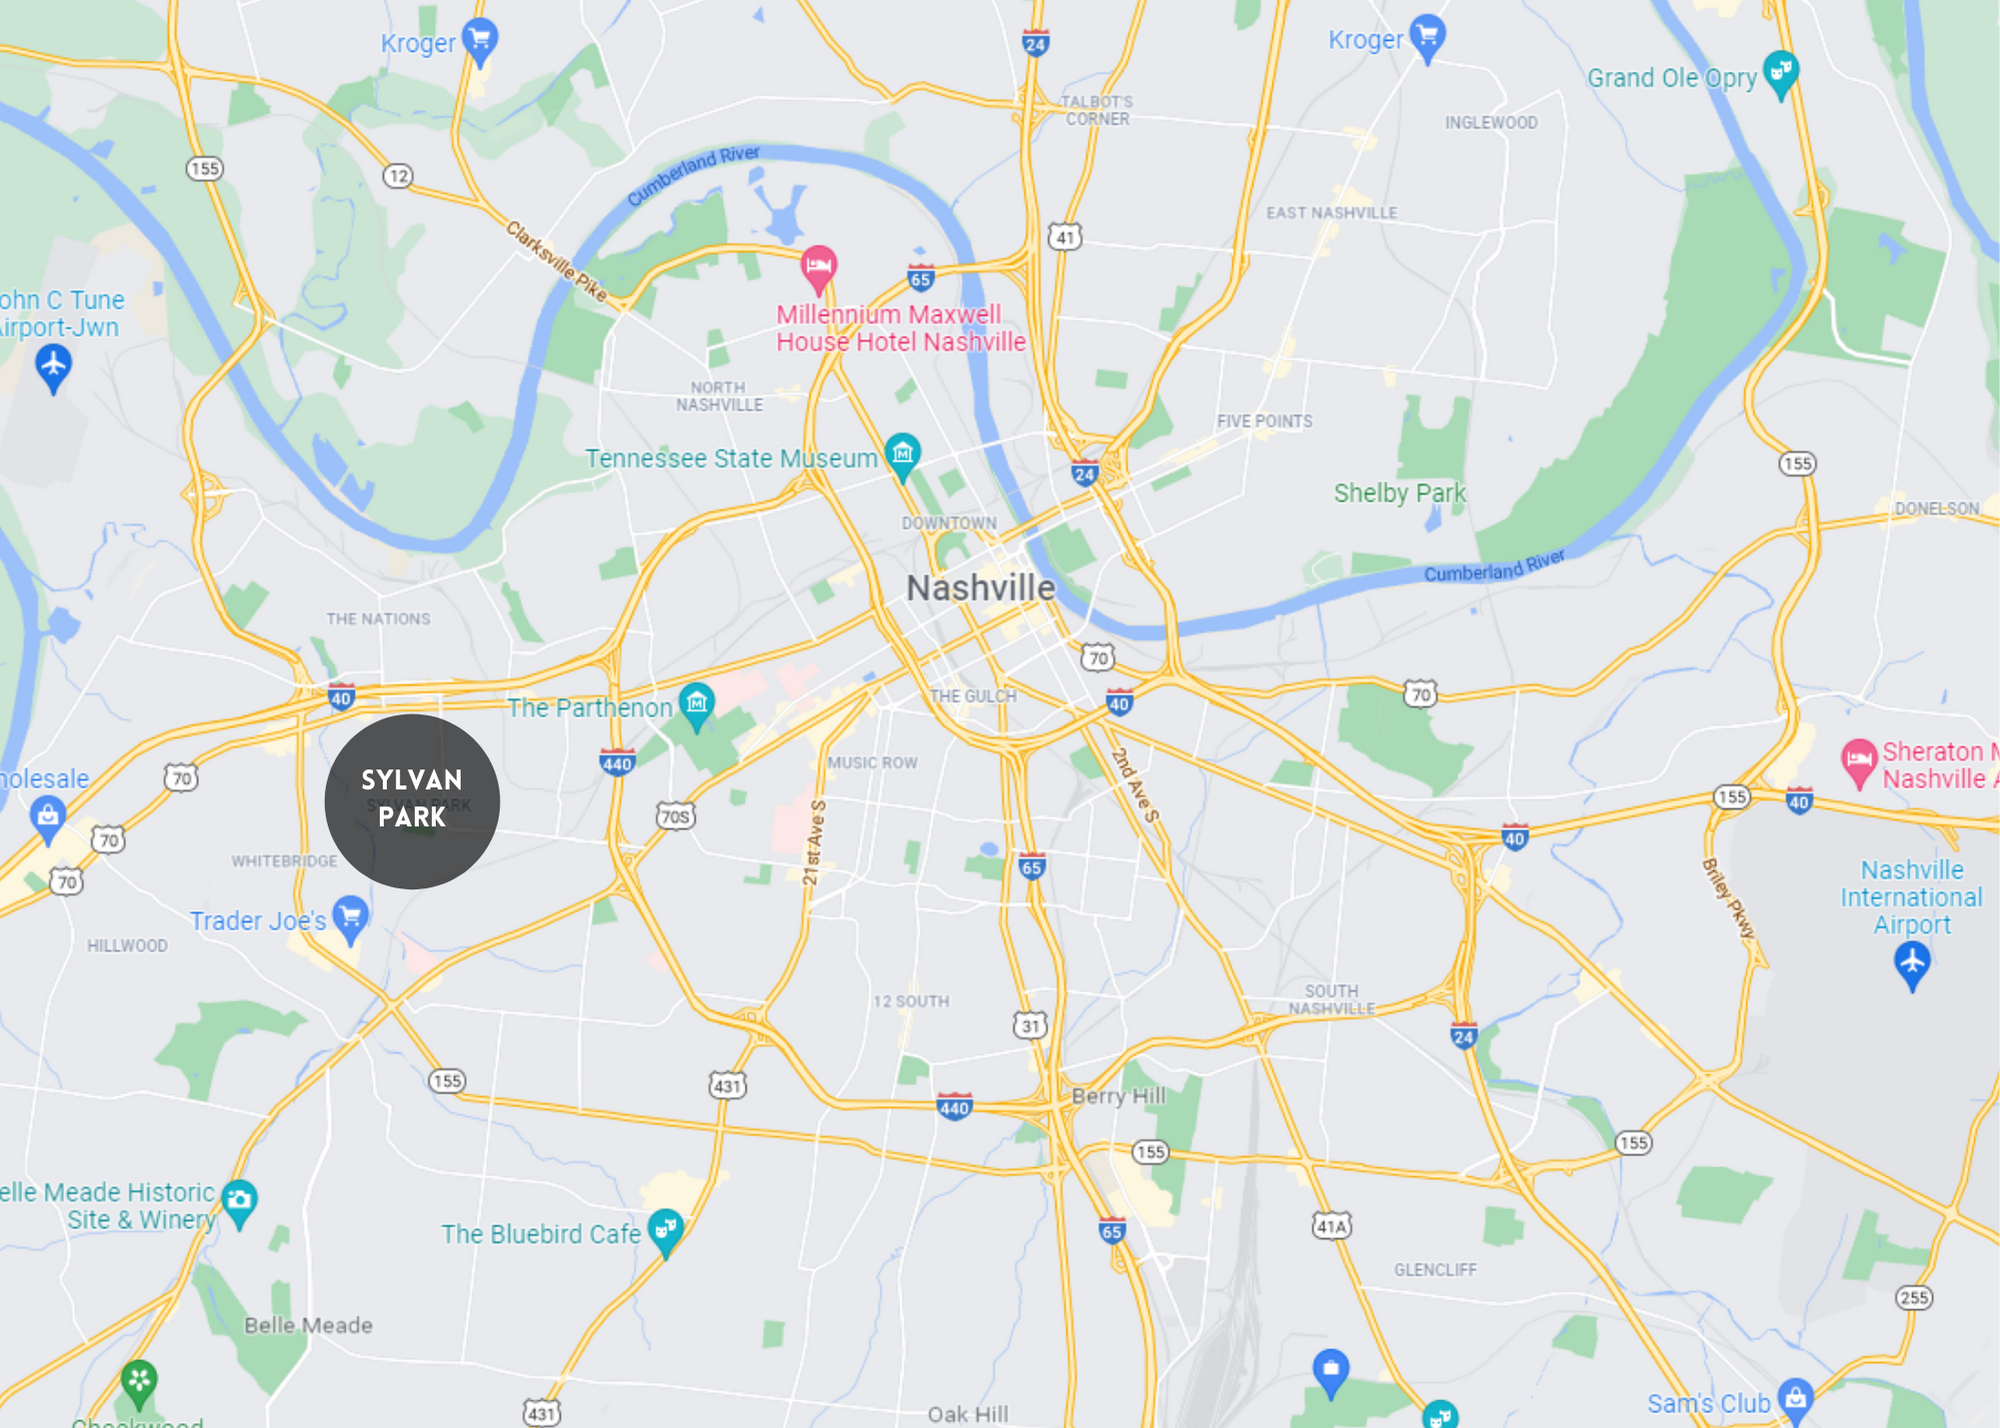 Kroger
24
Kroger
Grand Ole Opry
TALBOT'S
CORNER
INGLEWOOD
155
12
Cumberland River
EAST NASHVILLE
41
Clarksville Pike
65
ohn C Tune
Airport-Jwn
Millennium Maxwell
House Hotel Nashville
NORTH
NASHVILLE
FIVE POINTS
Tennessee State Museum
24
155
Shelby Park
DONELSON
DOWNTOWN
Nashville
Cumberland River
THE NATIONS
70
40
The Parthenon
THE GULCH
40
70
440
MUSIC ROW
2nd Ave S
Sheraton M
Nashville A
holesale
70
SYLVAN
PARK
SYLVAN PARK
155
40
70S
70
40
21st Ave S
65
WHITEBRIDGE
70
Briley Pkwy
Nashville
International
Airport
Trader Joe's
HILLWOOD
12 SOUTH
SOUTH
NASHVILLE
31
24
155
431
440
Berry Hill
155
155
elle Meade Historic
Site & Winery
The Bluebird Cafe
65
41A
GLENCLIFF
255
Belle Meade
431
Oak Hill
Sam's Club
Cheekwood